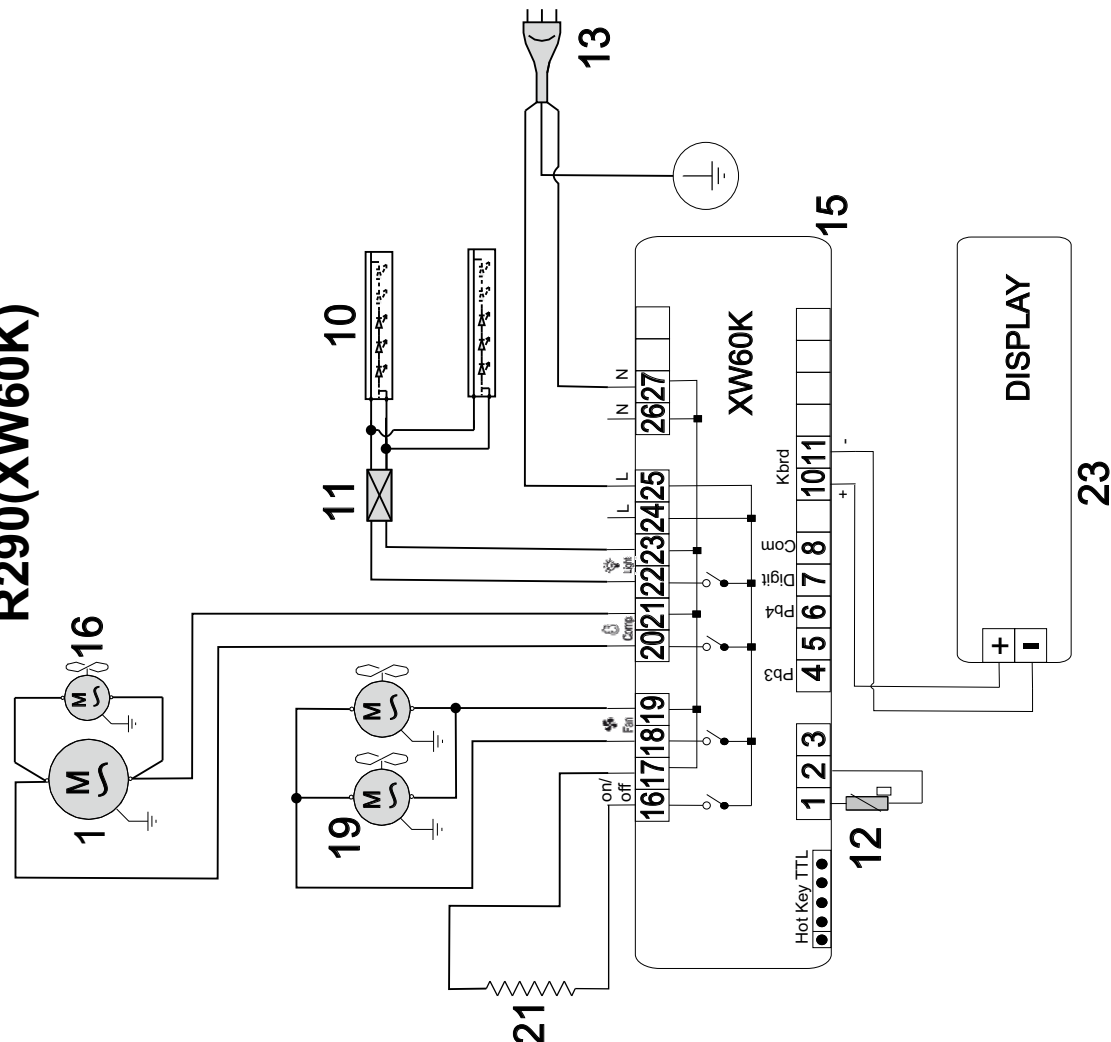 R290(XW60K)
13
16
M
M
1
10
11
M
M
19
21
15
XW60K
N
N
L
L
Light
Comp.
Fan
on/
off
27
26
25
24
23
22
21
20
19
18
17
16
Kbrd
Com
Digit
Pb4
Pb3
11
10
8
7
6
5
4
3
2
1
-
+
Hot Key TTL
12
DISPLAY
+
-
23